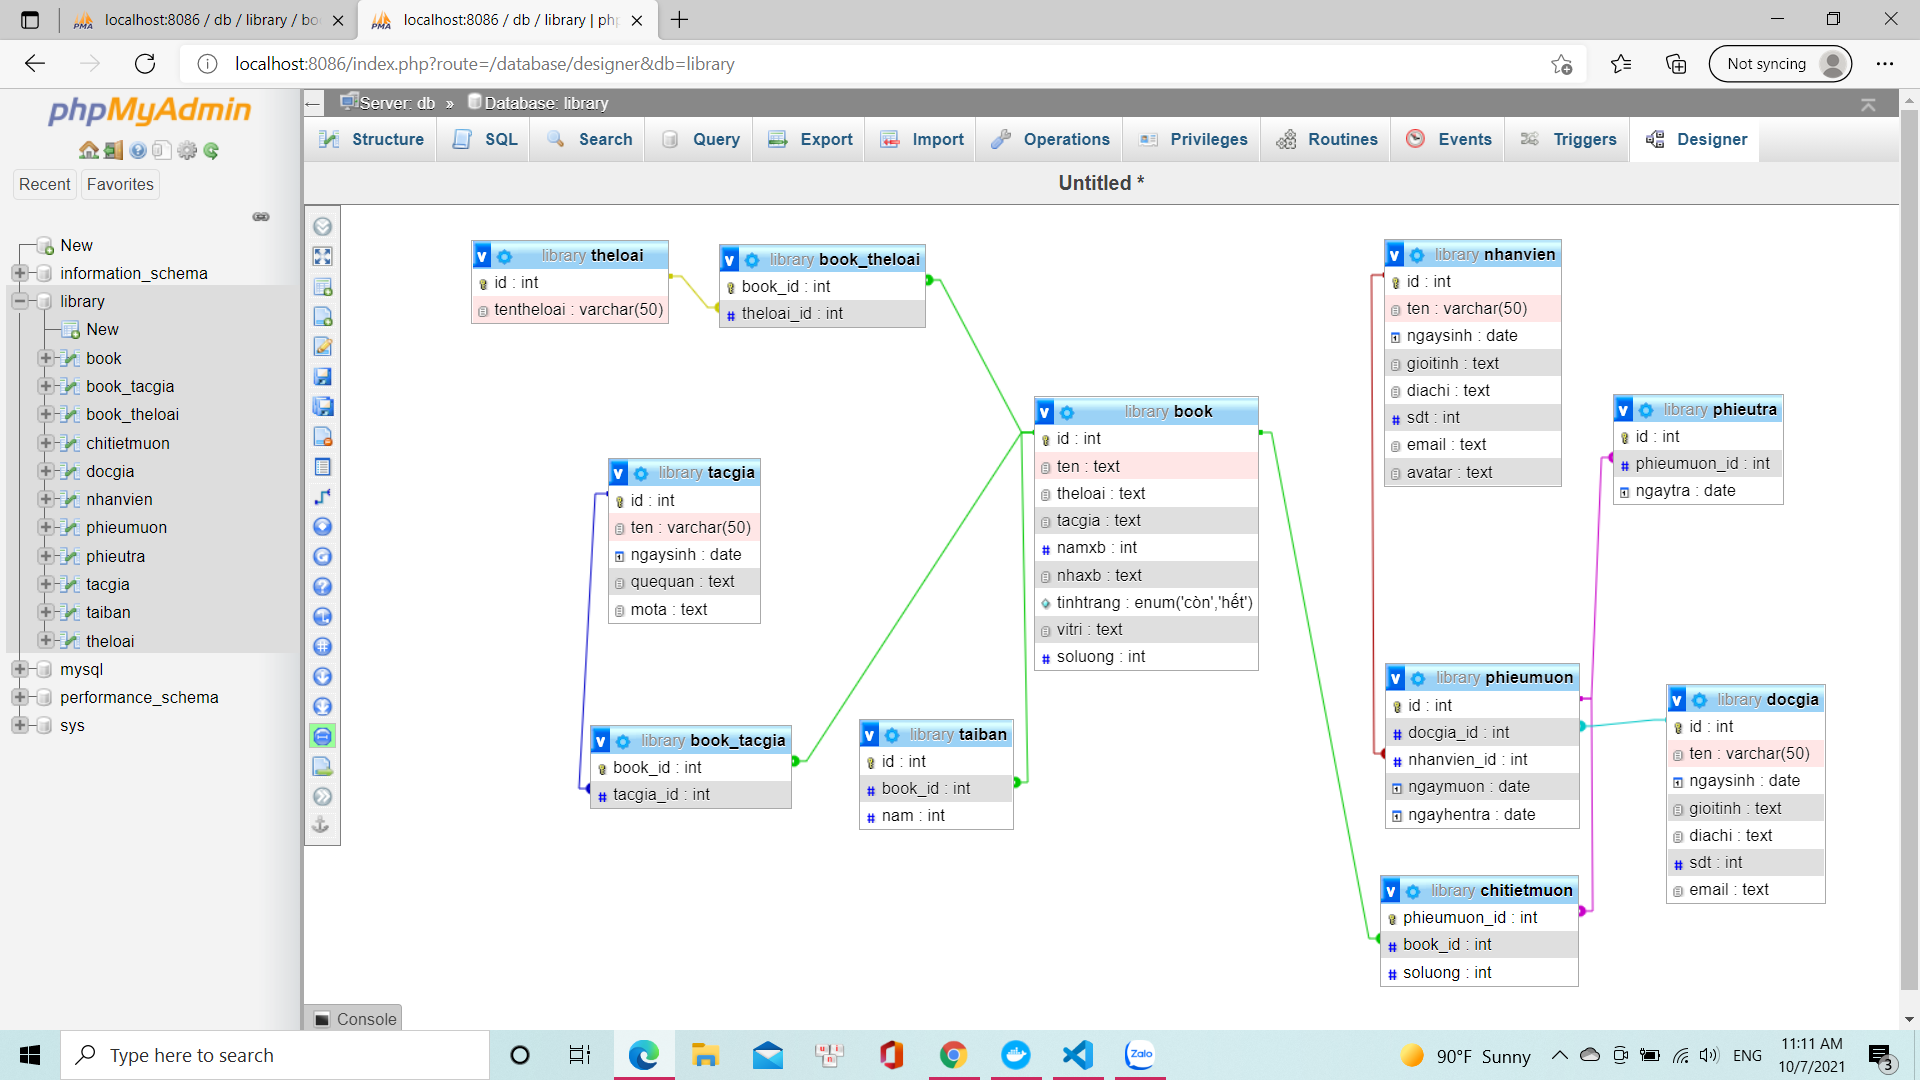 localhost:8086 / db / library / bo
localhost:8086 / db / library | php
localhost:8086/index.php?route=/database/designer&db=library
Not syncing
phpMyAdmin
Recent
Favorites
New
information_schema
library
New
book
book_tacgia
book_theloai
chitietmuon
docgia
nhanvien
phieumuon
phieutra
tacgia
taiban
theloai
mysql
performance_schema
sys
Server: db » Database: library
Structure
SQL
Search
Query
Export
Import
Operations
Privileges
Routines
Events
Triggers
Designer
Untitled *
library theloai
id : int
tentheloai : varchar(50)
library book_theloai
book_id : int
theloai_id : int
library nhanvien
id : int
ten : varchar(50)
ngaysinh : date
gioitinh : text
diachi : text
sdt : int
email : text
avatar : text
library phieutra
id : int
phieumuon_id : int
ngaytra : date
library book
id : int
ten : text
theloai : text
tacgia : text
namxb : int
nhaxb : text
tinhtrang : enum('còn','hết')
vitri : text
soluong : int
library tacgia
id : int
ten : varchar(50)
ngaysinh : date
quequan : text
mota : text
library phieumuon
id : int
docgia_id : int
nhanvien_id : int
ngaymuon : date
ngayhentra : date
library docgia
id : int
ten : varchar(50)
ngaysinh : date
gioitinh : text
diachi : text
sdt : int
email : text
library book_tacgia
book_id : int
tacgia_id : int
library taiban
id : int
book_id : int
nam : int
library chitietmuon
phieumuon_id : int
book_id : int
soluong : int
Console
Type here to search
Zalo
90°F Sunny
ENG
11:11 AM
10/7/2021
3